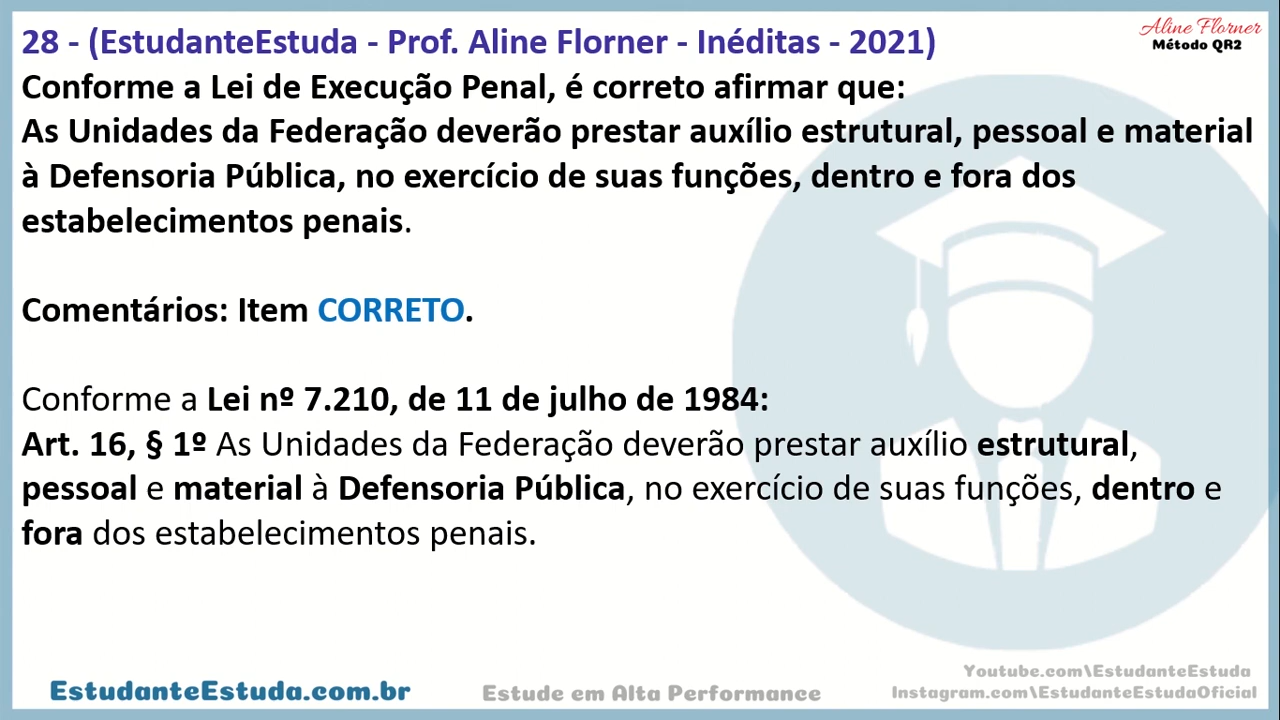 Aline Florner
Método QR2
28 - (EstudanteEstuda - Prof. Aline Florner - Inéditas - 2021)
Conforme a Lei de Execução Penal, é correto afirmar que:
As Unidades da Federação deverão prestar auxílio estrutural, pessoal e material
à Defensoria Pública, no exercício de suas funções, dentro e fora dos
estabelecimentos penais.
Comentários: Item CORRETO.
Conforme a Lei nº 7.210, de 11 de julho de 1984:
Art. 16, § 1º As Unidades da Federação deverão prestar auxílio estrutural,
pessoal e material à Defensoria Pública, no exercício de suas funções, dentro e
fora dos estabelecimentos penais.
EstudanteEstuda.com.br
Estude em Alta Performance
Youtube.com\EstudanteEstuda
Instagram.com\EstudanteEstudaOficial